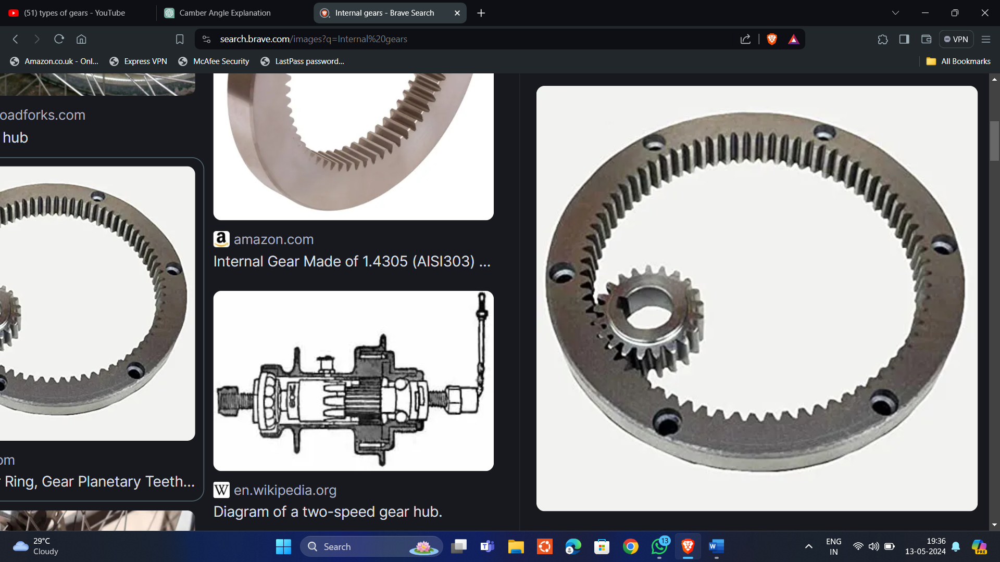 (51) types of gears - YouTube
Camber Angle Explanation
Internal gears - Brave Search
search.brave.com/images?q=Internal%20gears
VPN
Amazon.co.uk - Onl...
Express VPN
McAfee Security
LastPass password...
All Bookmarks
oadforks.com
hub
om
Ring, Gear Planetary Teeth...
a amazon.com
Internal Gear Made of 1.4305 (AISI303) ...
W en.wikipedia.org
Diagram of a two-speed gear hub.
29°C
Cloudy
Search
T
13
W
ENG
IN
19:36
13-05-2024
PRE